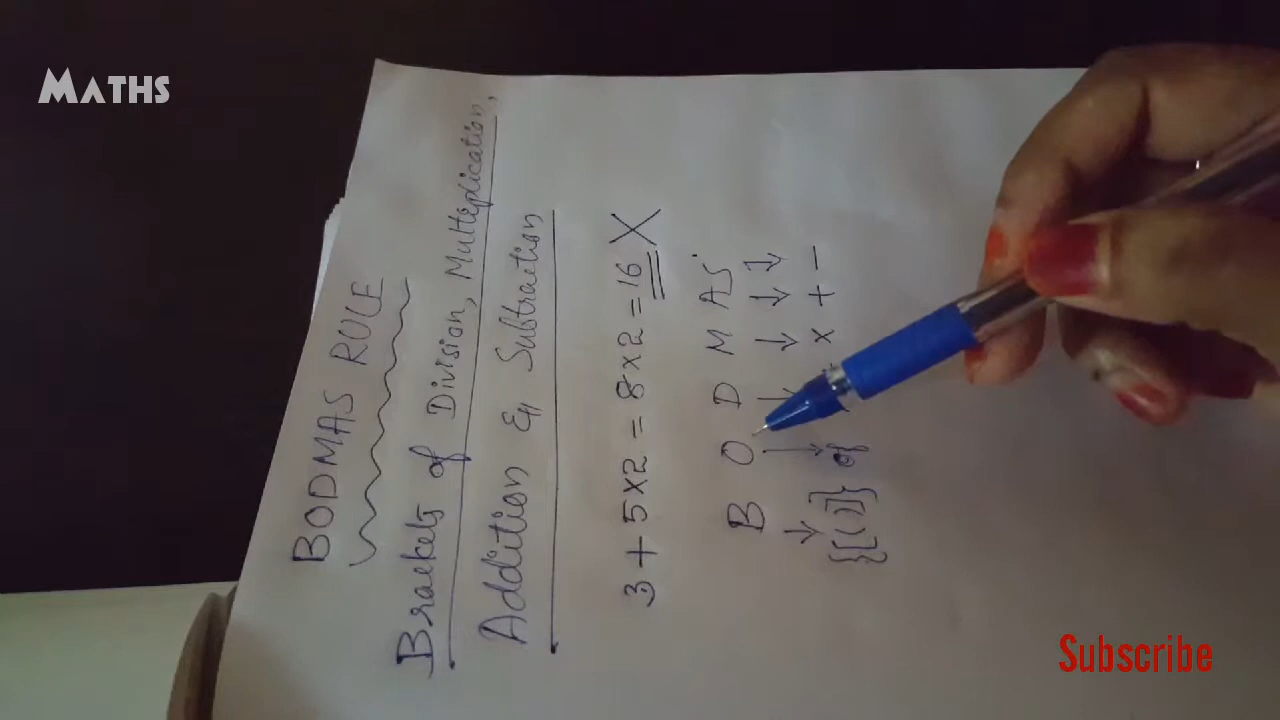 MATHS
BODMAS RULE
Brackets of Division, Multiplication,
Addition & Subtraction
3 + 5 x 2 = 8 x 2 = 16 X
B O D M A S
↓ ↓ ↓ ↓ ↓ ↓
{[()]} of x + -
Subscribe